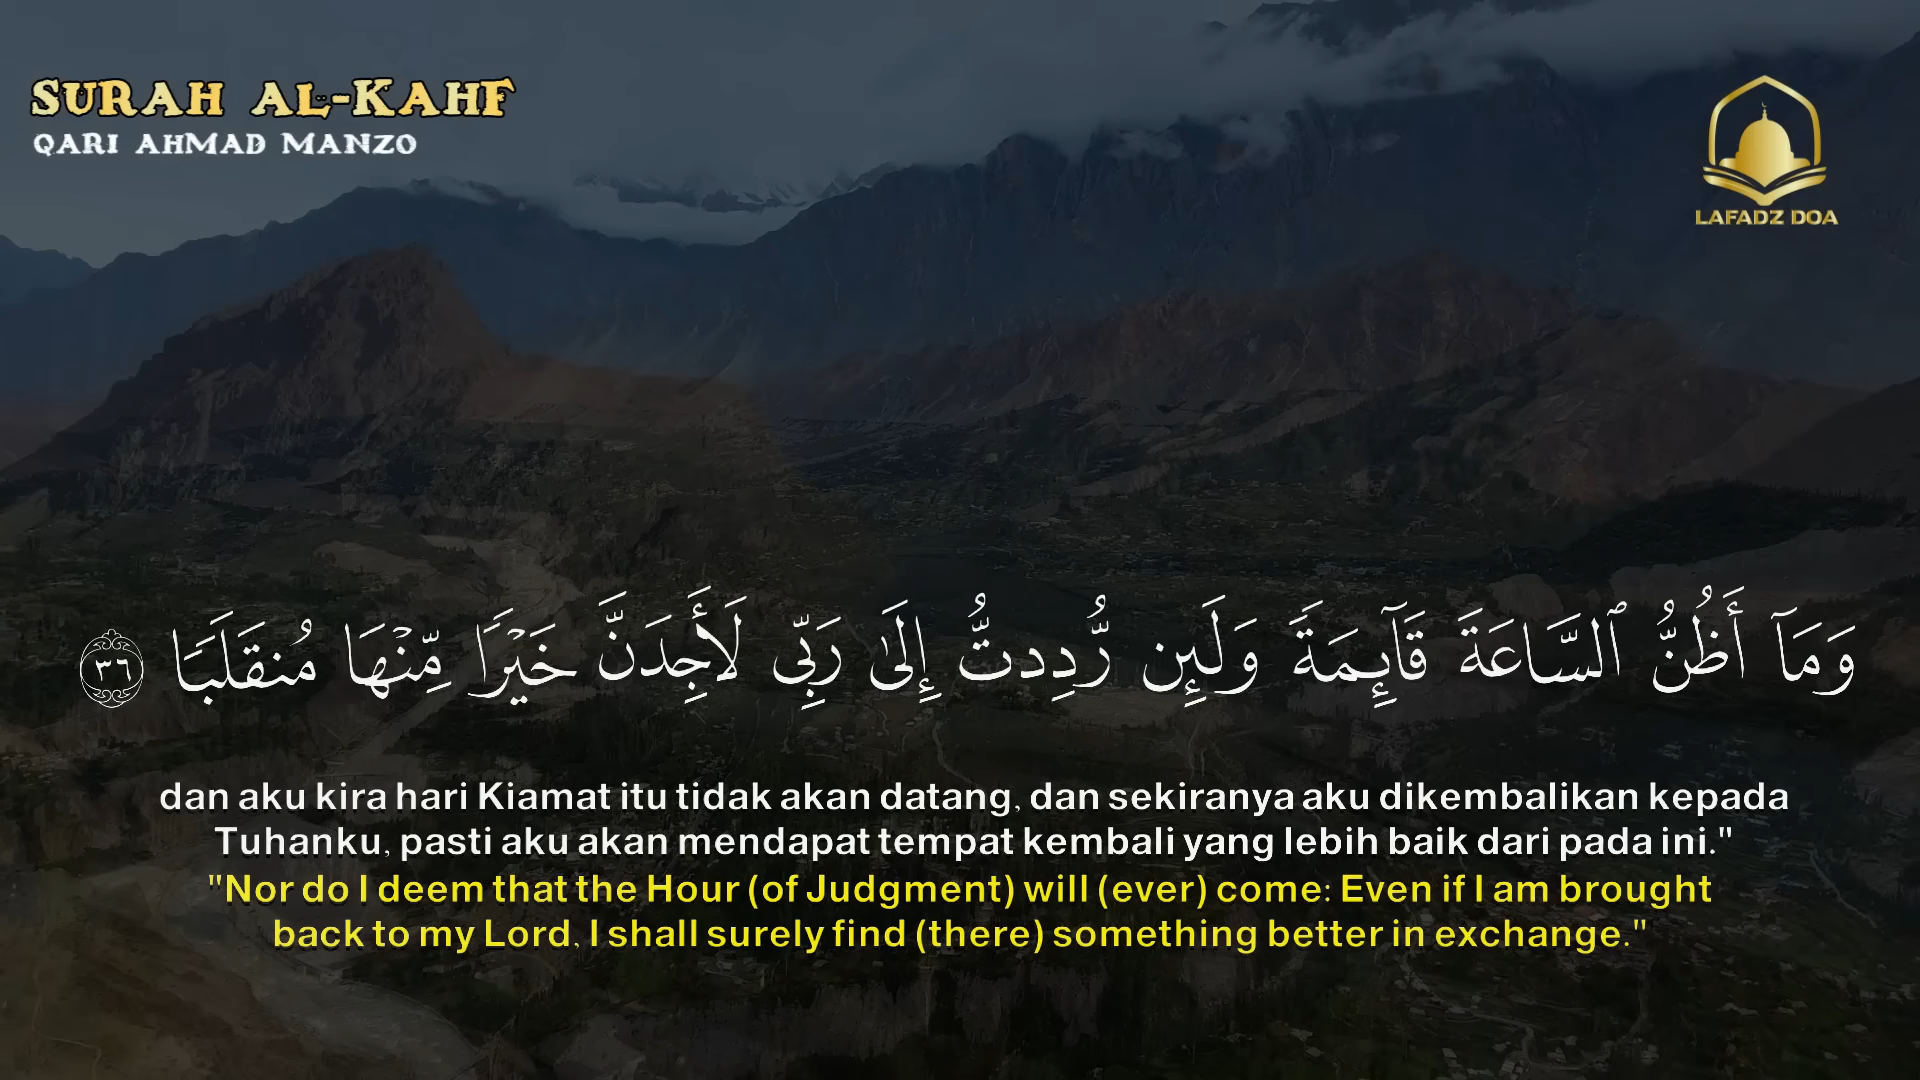 SURAH AL-KAHF
QARI AHMAD MANZO
LAFADZ DOA
وَمَآ أَظُنُّ ٱلسَّاعَةَ قَآئِمَةً وَلَئِن رُّدِدتُّ إِلَىٰ رَبِّى لَأَجِدَنَّ خَيْرًا مِّنْهَا مُنقَلَبًا ٣٦
dan aku kira hari Kiamat itu tidak akan datang, dan sekiranya aku dikembalikan kepada
Tuhanku, pasti aku akan mendapat tempat kembali yang lebih baik dari pada ini."
"Nor do I deem that the Hour (of Judgment) will (ever) come: Even if I am brought
back to my Lord, I shall surely find (there) something better in exchange."